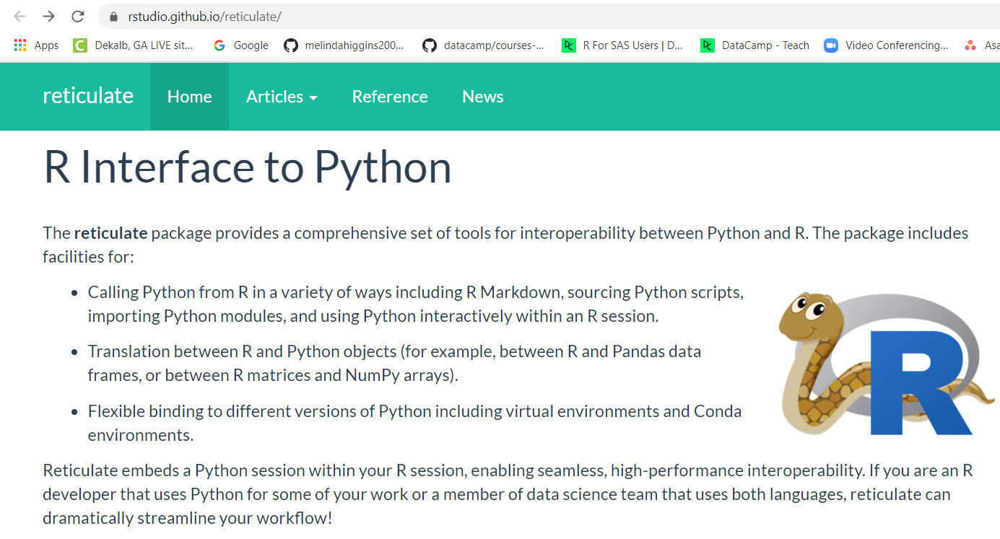 rstudio.github.io/reticulate/
Apps Dekalb, GA LIVE sit... Google melindahiggins200... datacamp/courses-... R For SAS Users | D... DataCamp - Teach Video Conferencing... Asa
reticulate Home Articles Reference News
R Interface to Python
The reticulate package provides a comprehensive set of tools for interoperability between Python and R. The package includes
facilities for:
• Calling Python from R in a variety of ways including R Markdown, sourcing Python scripts,
importing Python modules, and using Python interactively within an R session.
• Translation between R and Python objects (for example, between R and Pandas data
frames, or between R matrices and NumPy arrays).
• Flexible binding to different versions of Python including virtual environments and Conda
environments.
R
Reticulate embeds a Python session within your R session, enabling seamless, high-performance interoperability. If you are an R
developer that uses Python for some of your work or a member of data science team that uses both languages, reticulate can
dramatically streamline your workflow!